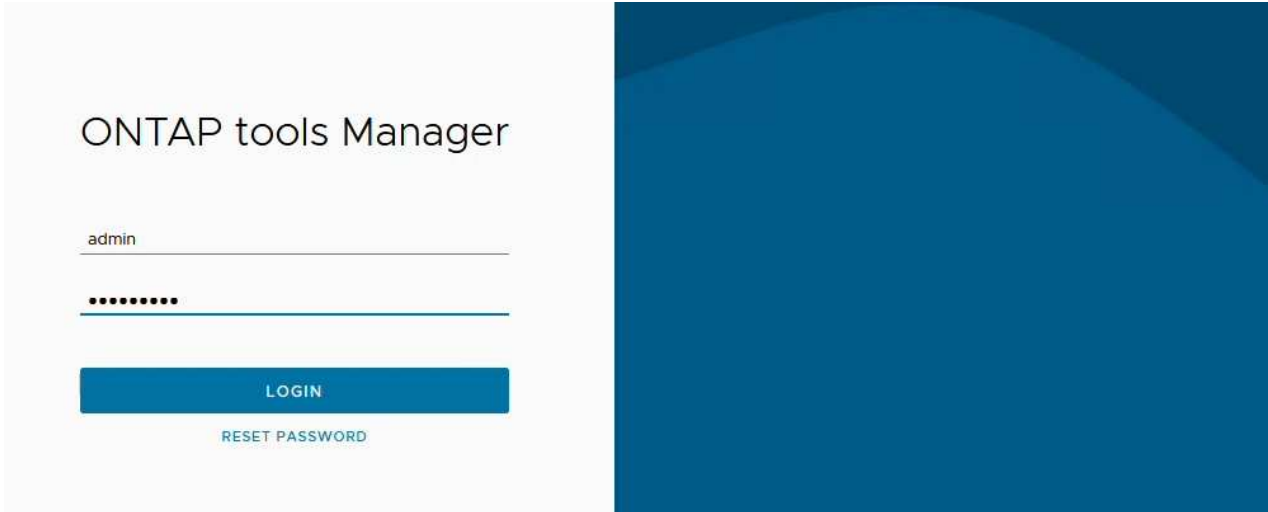 ONTAP tools Manager
admin
•••••••••
LOGIN
RESET PASSWORD